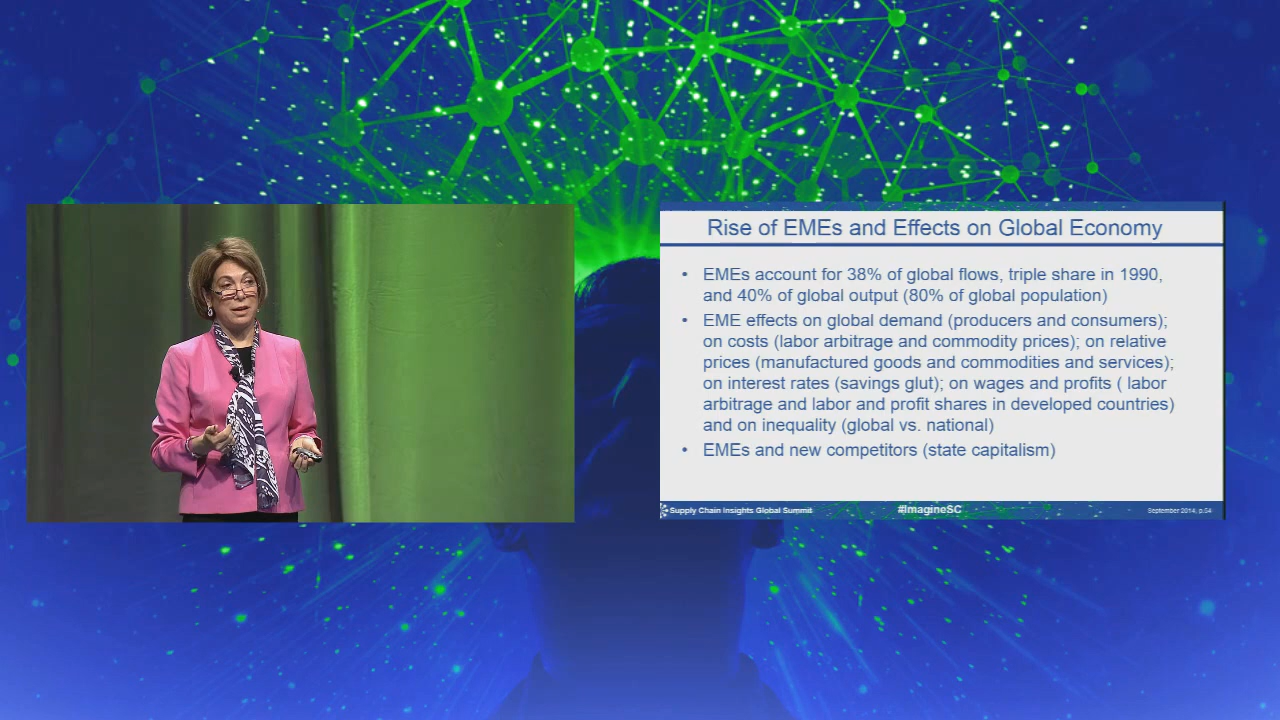 Rise of EMEs and Effects on Global Economy
• EMEs account for 38% of global flows, triple share in 1990,
and 40% of global output (80% of global population)
• EME effects on global demand (producers and consumers);
on costs (labor arbitrage and commodity prices); on relative
prices (manufactured goods and commodities and services);
on interest rates (savings glut); on wages and profits ( labor
arbitrage and labor and profit shares in developed countries)
and on inequality (global vs. national)
• EMEs and new competitors (state capitalism)
Supply Chain Insights Global Summit #ImagineSC September 2014, p.54